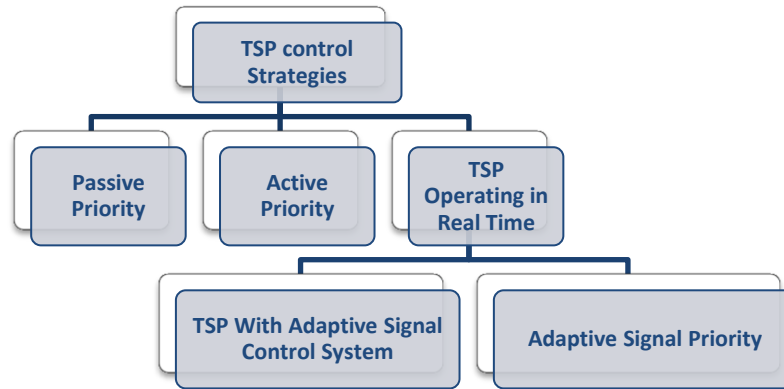 TSP control
Strategies
Passive
Priority
Active
Priority
TSP
Operating in
Real Time
TSP With Adaptive Signal
Control System
Adaptive Signal Priority